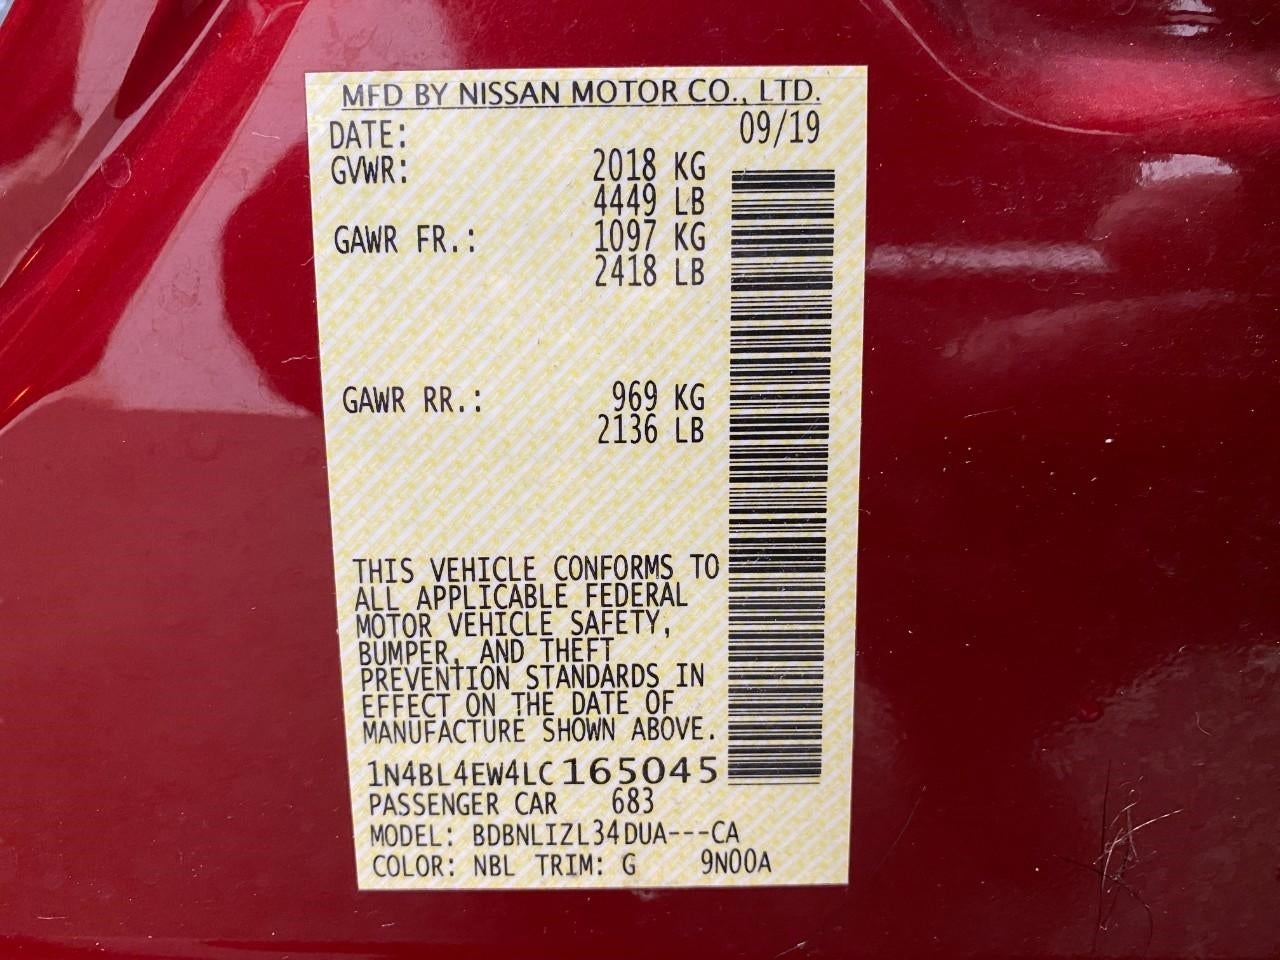 MFD BY NISSAN MOTOR CO., LTD.
DATE: 09/19
GVWR: 2018 KG
4449 LB
GAWR FR.: 1097 KG
2418 LB
GAWR RR.: 969 KG
2136 LB
THIS VEHICLE CONFORMS TO
ALL APPLICABLE FEDERAL
MOTOR VEHICLE SAFETY,
BUMPER, AND THEFT
PREVENTION STANDARDS IN
EFFECT ON THE DATE OF
MANUFACTURE SHOWN ABOVE.
1N4BL4EW4LC165045
PASSENGER CAR 683
MODEL: BDBNLIZL34DUA---CA
COLOR: NBL TRIM: G 9N00A